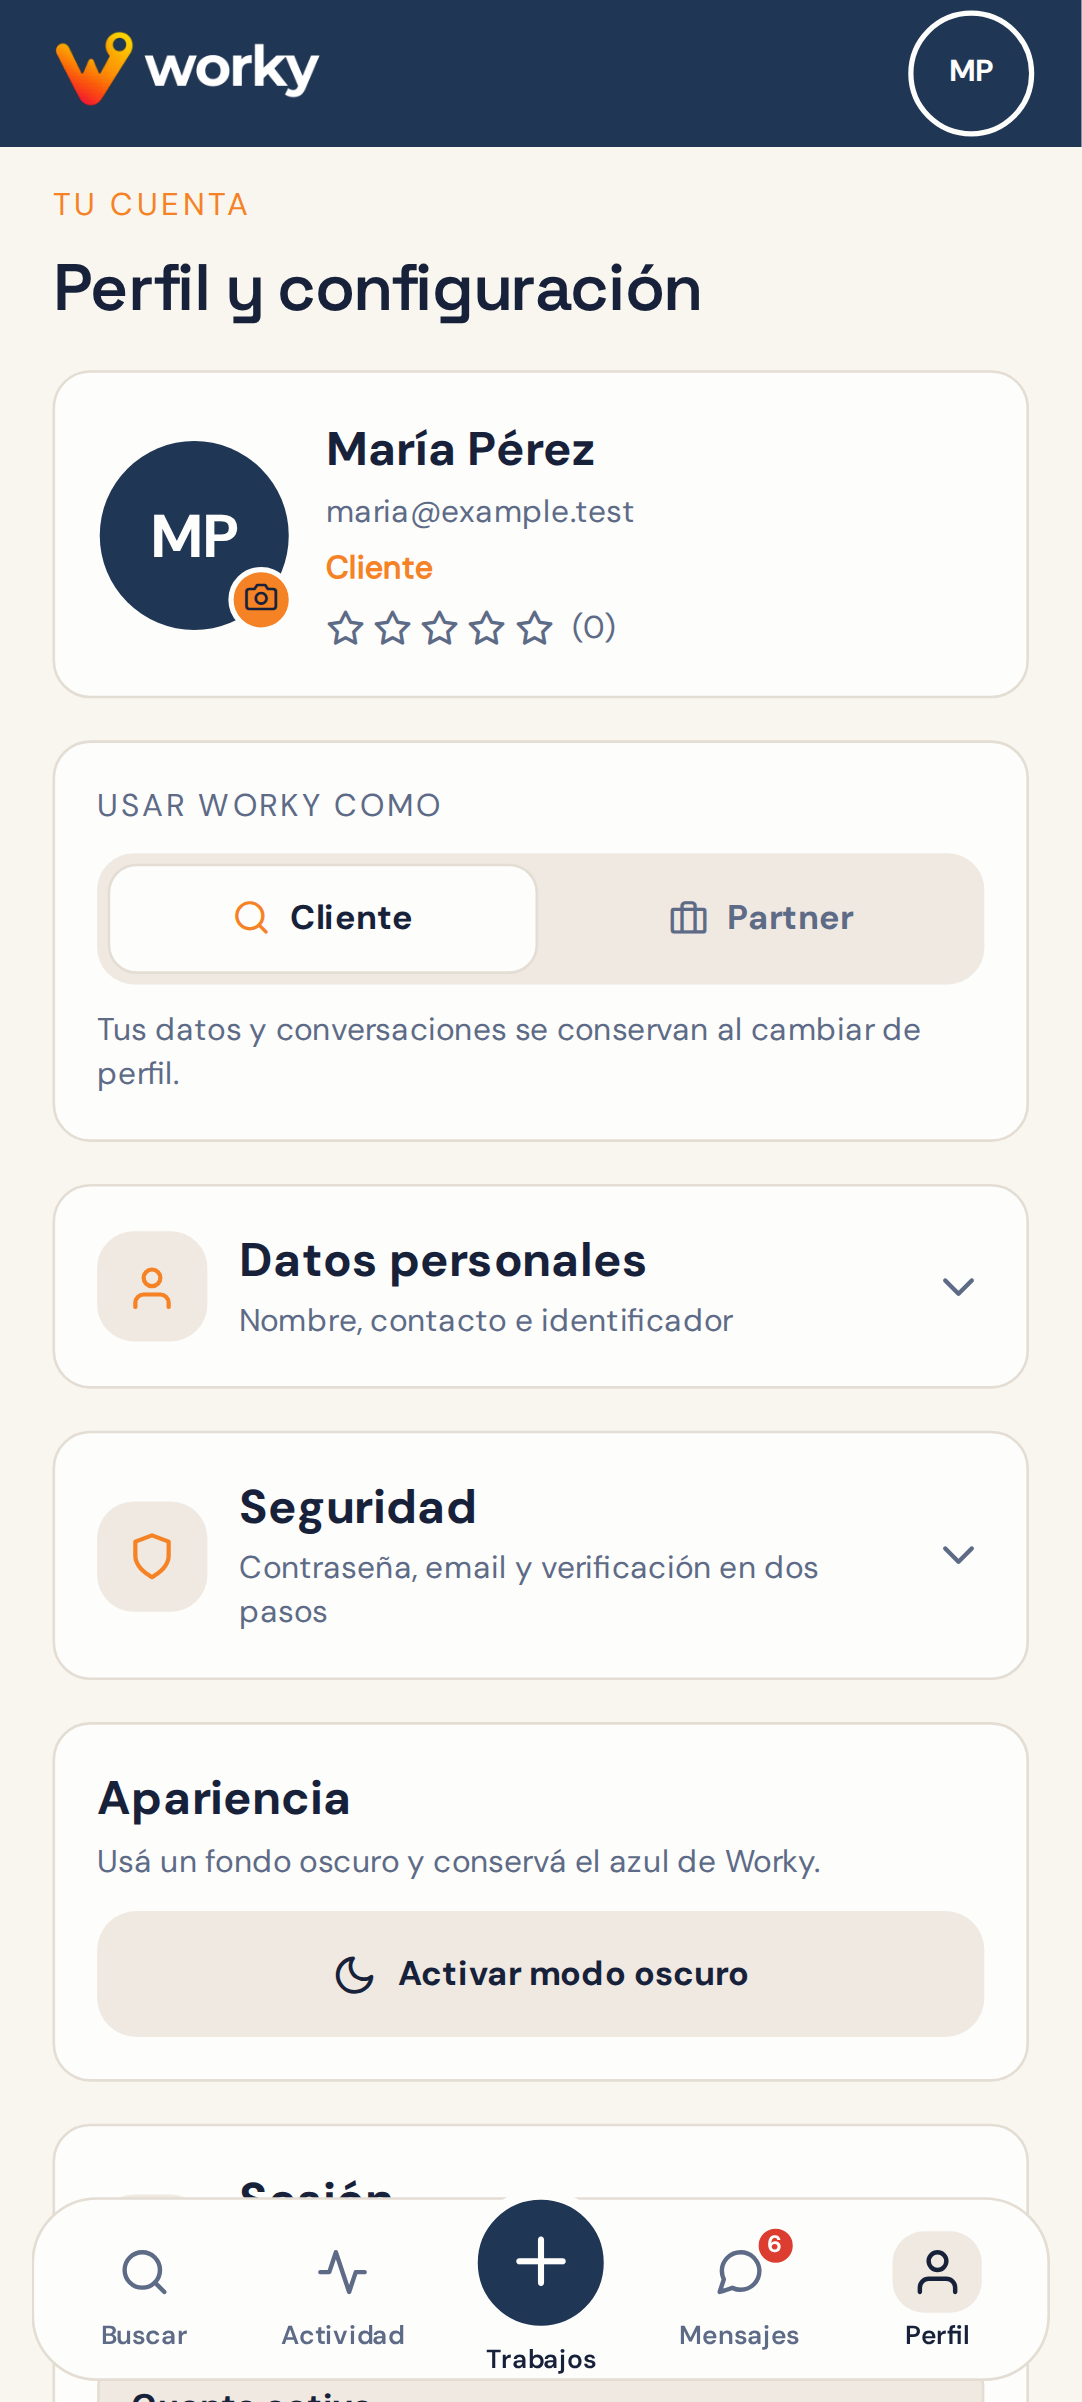 worky
MP
TU CUENTA
Perfil y configuración
MP
María Pérez
maria@example.test
Cliente
(0)
USAR WORKY COMO
Cliente
Partner
Tus datos y conversaciones se conservan al cambiar de
perfil.
Datos personales
Nombre, contacto e identificador
Seguridad
Contraseña, email y verificación en dos
pasos
Apariencia
Usá un fondo oscuro y conservá el azul de Worky.
Activar modo oscuro
Sesión
Buscar
Actividad
Trabajos
6
Mensajes
Perfil
Cuenta activa